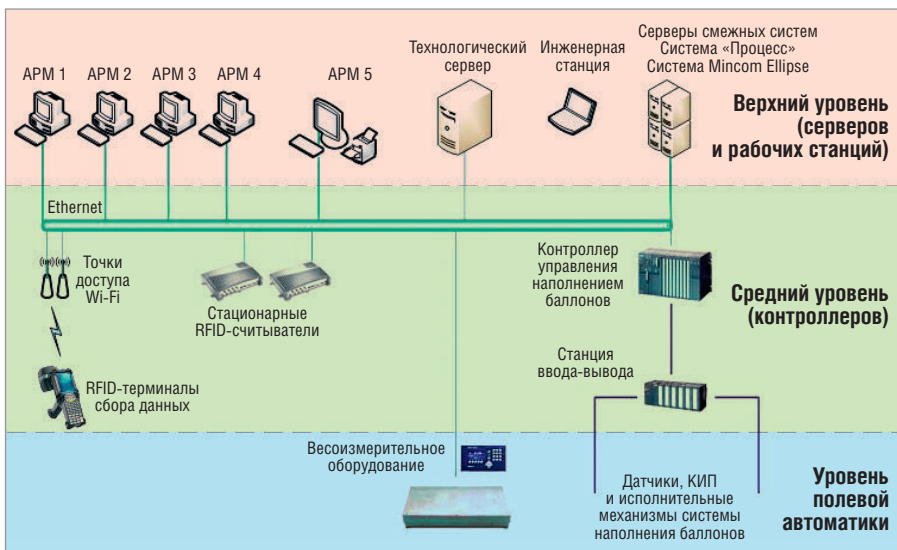 Серверы смежных систем
Система «Процесс»
Система Mincom Ellipse
Технологический
сервер
Инженерная
станция
АРМ 1
АРМ 2
АРМ 3
АРМ 4
АРМ 5
Верхний уровень
(серверов
и рабочих станций)
Ethernet
Точки
доступа
Wi-Fi
Стационарные
RFID-считыватели
Контроллер
управления
наполнением
баллонов
Средний уровень
(контроллеров)
Станция
ввода-вывода
RFID-терминалы
сбора данных
Весоизмерительное
оборудование
Датчики, КИП
и исполнительные
механизмы системы
наполнения баллонов
Уровень
полевой
автоматики